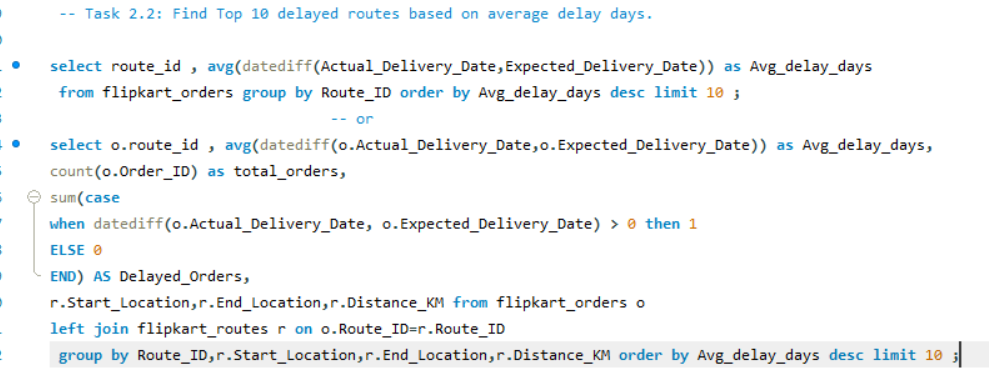 -- Task 2.2: Find Top 10 delayed routes based on average delay days.
select route_id , avg(datediff(Actual_Delivery_Date,Expected_Delivery_Date)) as Avg_delay_days
from flipkart_orders group by Route_ID order by Avg_delay_days desc limit 10 ;
-- or
select o.route_id , avg(datediff(o.Actual_Delivery_Date,o.Expected_Delivery_Date)) as Avg_delay_days,
count(o.Order_ID) as total_orders,
sum(case
when datediff(o.Actual_Delivery_Date, o.Expected_Delivery_Date) > 0 then 1
ELSE 0
END) AS Delayed_Orders,
r.Start_Location,r.End_Location,r.Distance_KM from flipkart_orders o
left join flipkart_routes r on o.Route_ID=r.Route_ID
group by Route_ID,r.Start_Location,r.End_Location,r.Distance_KM order by Avg_delay_days desc limit 10 ;